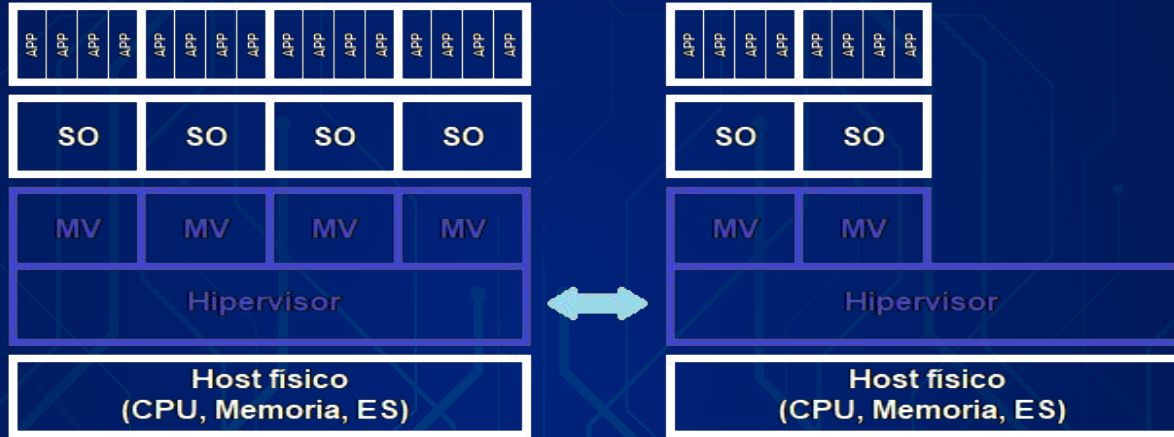 APP APP APP APP APP APP APP APP APP APP APP APP APP APP APP APP
APP APP APP APP APP APP APP APP
SO SO SO SO
SO SO
MV MV MV MV
MV MV
Hipervisor
Hipervisor
Host físico
(CPU, Memoria, ES)
Host físico
(CPU, Memoria, ES)